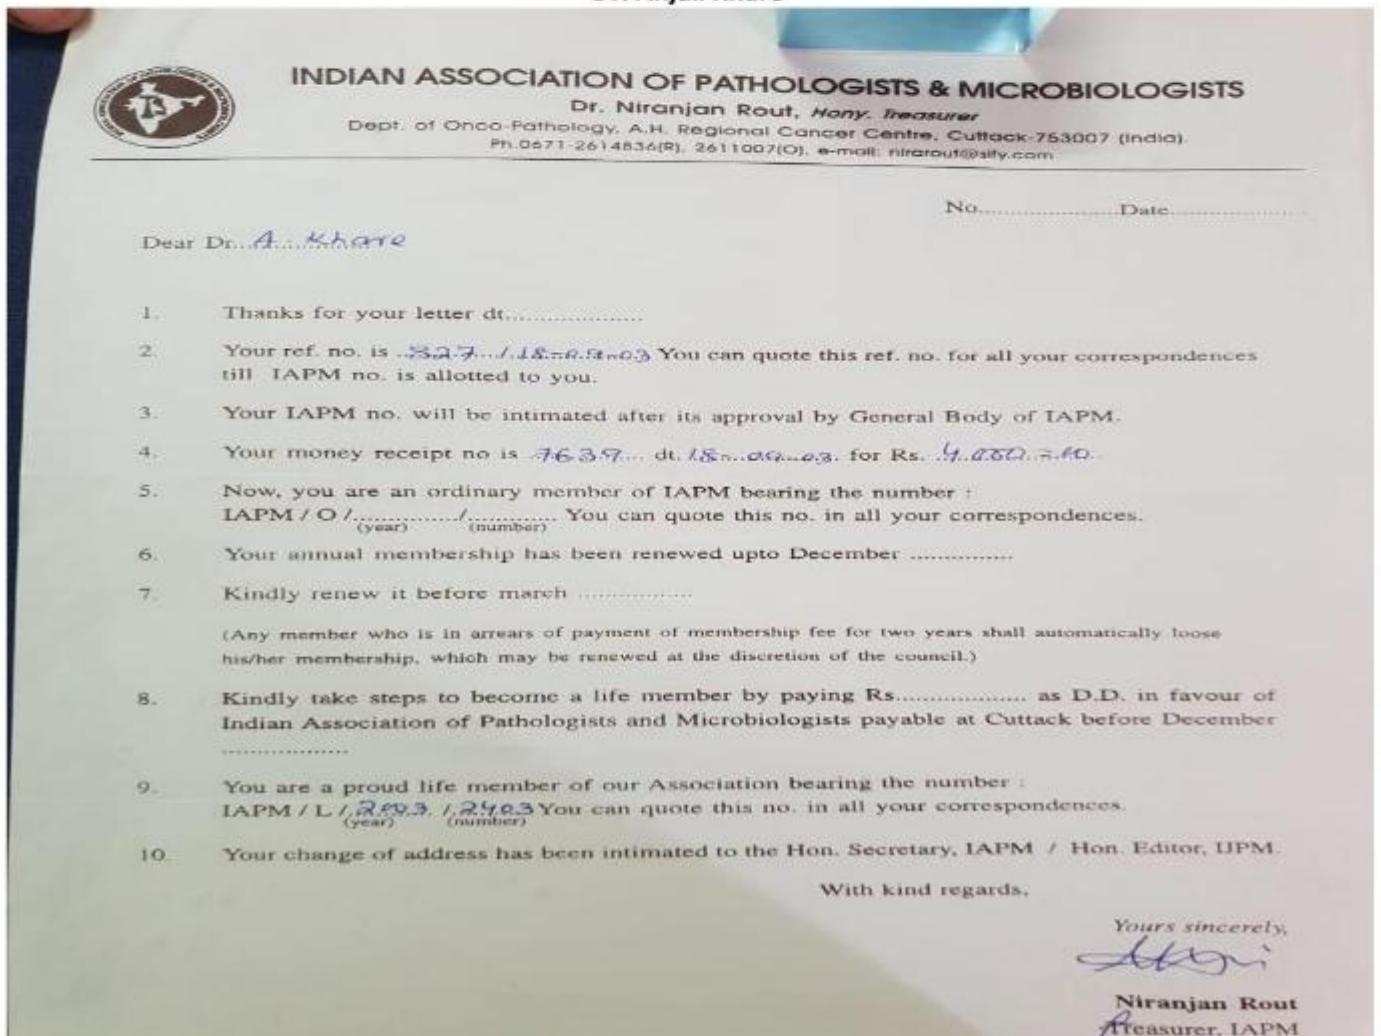 INDIAN ASSOCIATION OF PATHOLOGISTS & MICROBIOLOGISTS
Dr. Niranjan Rout, Hony. Treasurer
Dept. of Onco-Pathology, A.H. Regional Cancer Centre, Cuttack-753007 (India).
Ph.0671-2614836(R), 2611007(O), e-mail: nirarout@sify.com
No......................Date......................
Dear Dr...A...Khare
1. Thanks for your letter dt......................
2. Your ref. no. is ..327.../.18-09-03 You can quote this ref. no. for all your correspondences
till IAPM no. is allotted to you.
3. Your IAPM no. will be intimated after its approval by General Body of IAPM.
4. Your money receipt no is .7639... dt. 18-..09...03. for Rs. .4.000=00.
5. Now, you are an ordinary member of IAPM bearing the number :
IAPM / O /................/.............. You can quote this no. in all your correspondences.
(year) (number)
6. Your annual membership has been renewed upto December ................
7. Kindly renew it before march ..................
(Any member who is in arrears of payment of membership fee for two years shall automatically loose
his/her membership, which may be renewed at the discretion of the council.)
8. Kindly take steps to become a life member by paying Rs.................... as D.D. in favour of
Indian Association of Pathologists and Microbiologists payable at Cuttack before December
....................
9. You are a proud life member of our Association bearing the number :
IAPM / L /.2003. /.2403 You can quote this no. in all your correspondences.
(year) (number)
10. Your change of address has been intimated to the Hon. Secretary, IAPM / Hon. Editor, IJPM.
With kind regards,
Yours sincerely,
Niranjan Rout
Treasurer, IAPM